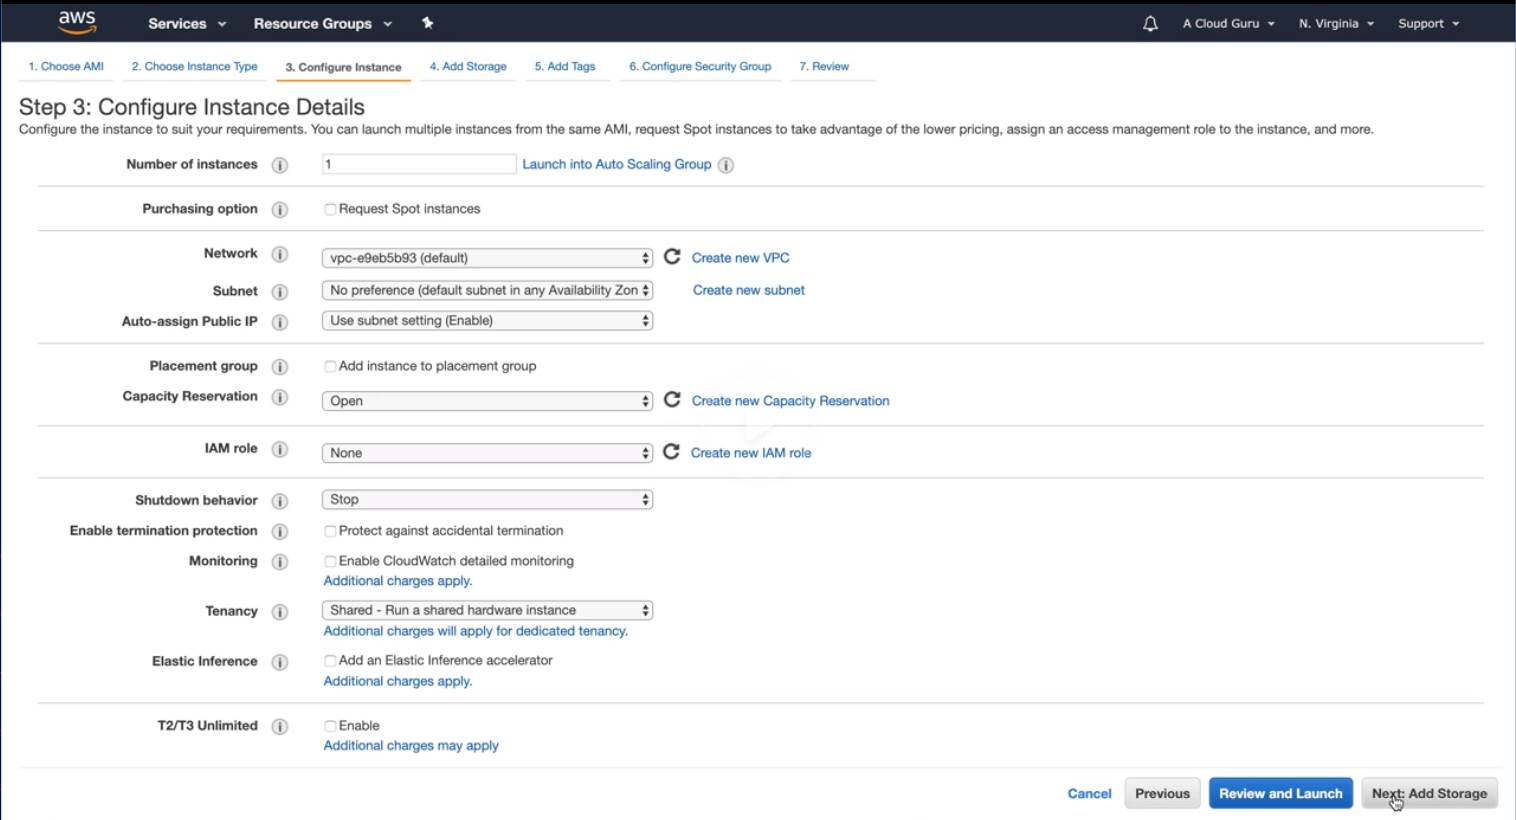 aws Services Resource Groups A Cloud Guru N. Virginia Support
1. Choose AMI 2. Choose Instance Type 3. Configure Instance 4. Add Storage 5. Add Tags 6. Configure Security Group 7. Review
Step 3: Configure Instance Details
Configure the instance to suit your requirements. You can launch multiple instances from the same AMI, request Spot instances to take advantage of the lower pricing, assign an access management role to the instance, and more.
Number of instances i 1 Launch into Auto Scaling Group i
Purchasing option i Request Spot instances
Network i vpc-e9eb5b93 (default) Create new VPC
Subnet i No preference (default subnet in any Availability Zon Create new subnet
Auto-assign Public IP i Use subnet setting (Enable)
Placement group i Add instance to placement group
Capacity Reservation i Open Create new Capacity Reservation
IAM role i None Create new IAM role
Shutdown behavior i Stop
Enable termination protection i Protect against accidental termination
Monitoring i Enable CloudWatch detailed monitoring
Additional charges apply.
Tenancy i Shared - Run a shared hardware instance
Additional charges will apply for dedicated tenancy.
Elastic Inference i Add an Elastic Inference accelerator
Additional charges apply.
T2/T3 Unlimited i Enable
Additional charges may apply
Cancel Previous Review and Launch Next: Add Storage